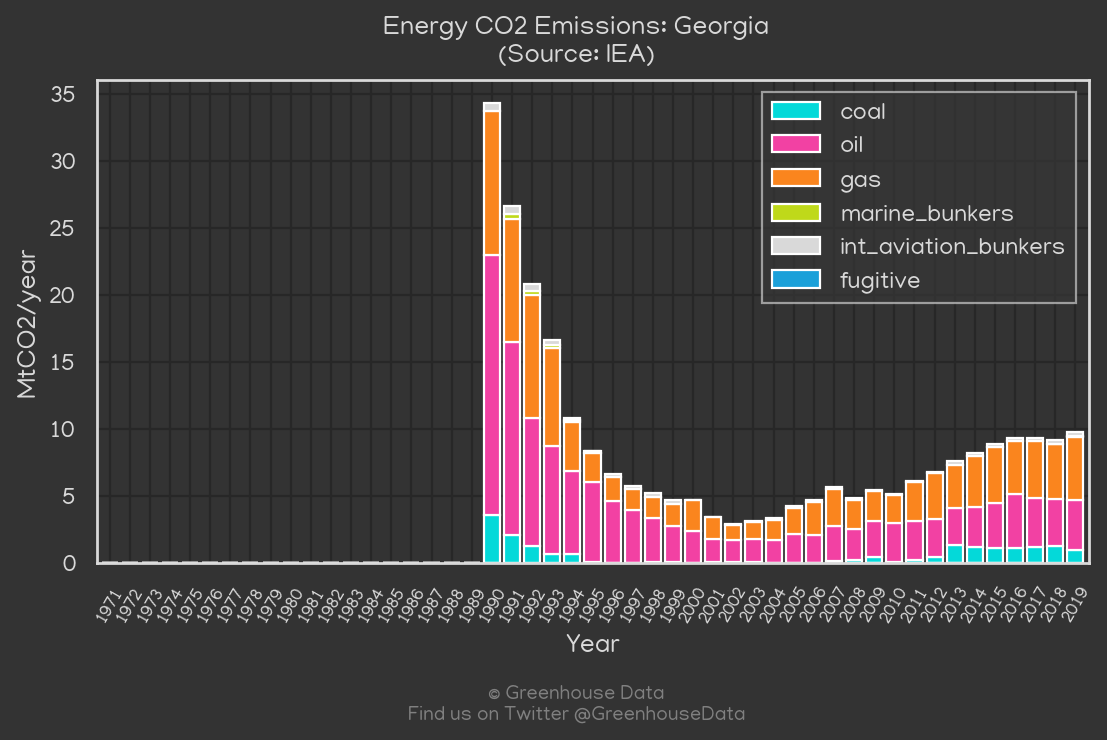 Energy CO2 Emissions: Georgia
(Source: IEA)
MtCO2/year
35
30
25
20
15
10
5
0
coal
oil
gas
marine_bunkers
int_aviation_bunkers
fugitive
1971 1972 1973 1974 1975 1976 1977 1978 1979 1980 1981 1982 1983 1984 1985 1986 1987 1988 1989 1990 1991 1992 1993 1994 1995 1996 1997 1998 1999 2000 2001 2002 2003 2004 2005 2006 2007 2008 2009 2010 2011 2012 2013 2014 2015 2016 2017 2018 2019
Year
© Greenhouse Data
Find us on Twitter @GreenhouseData